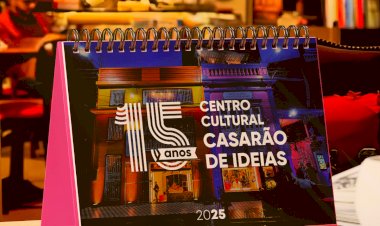 15
anos
CENTRO
CULTURAL
CASARÃO
DE IDEIAS
2025